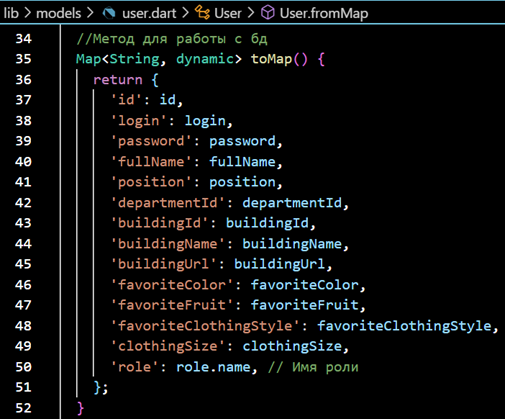 lib > models > user.dart > User > User.fromMap
34 //Метод для работы с бд
35 Map<String, dynamic> toMap() {
36 return {
37 'id': id,
38 'login': login,
39 'password': password,
40 'fullName': fullName,
41 'position': position,
42 'departmentId': departmentId,
43 'buildingId': buildingId,
44 'buildingName': buildingName,
45 'buildingUrl': buildingUrl,
46 'favoriteColor': favoriteColor,
47 'favoriteFruit': favoriteFruit,
48 'favoriteClothingStyle': favoriteClothingStyle,
49 'clothingSize': clothingSize,
50 'role': role.name, // Имя роли
51 };
52 }